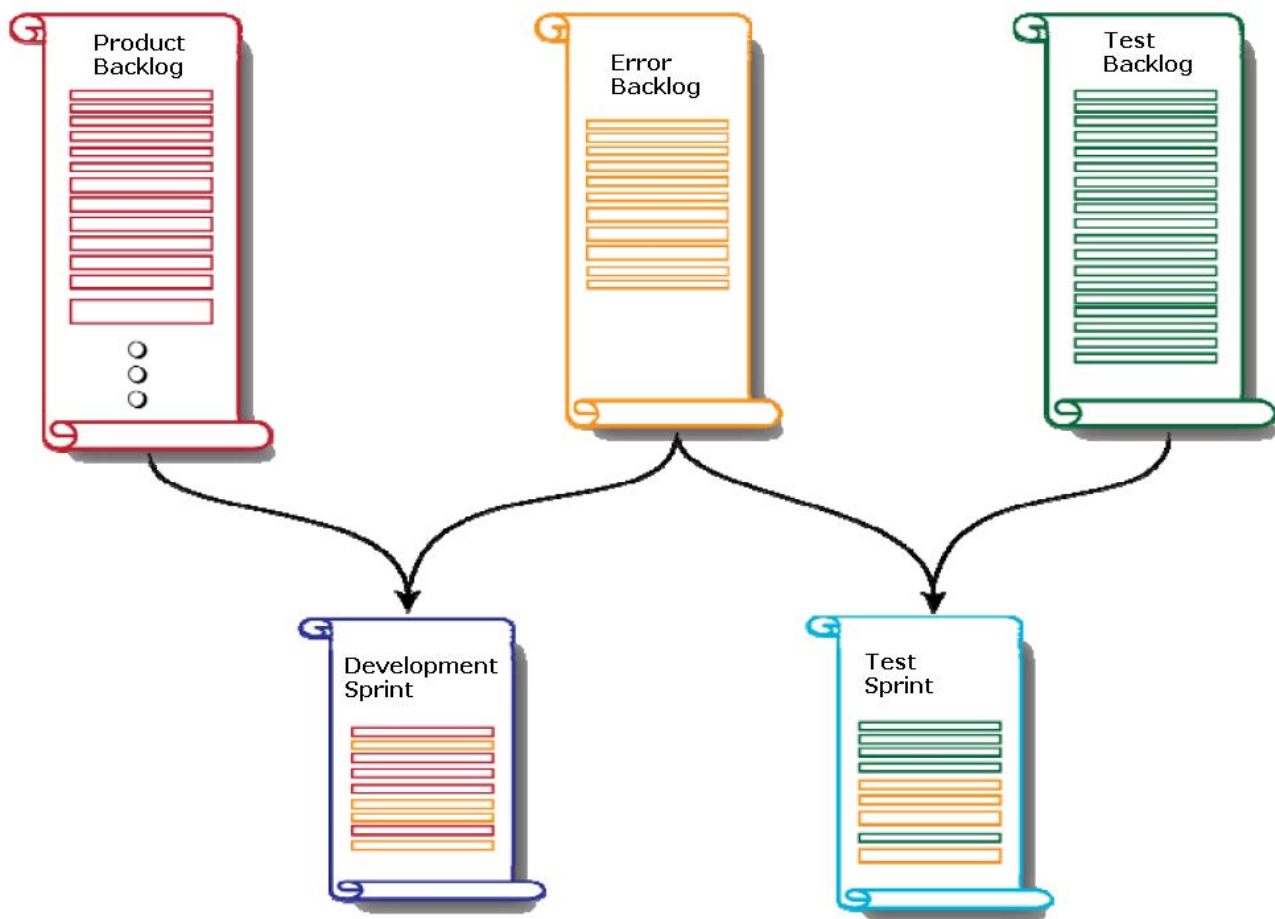 Product
Backlog
Error
Backlog
Test
Backlog
Development
Sprint
Test
Sprint